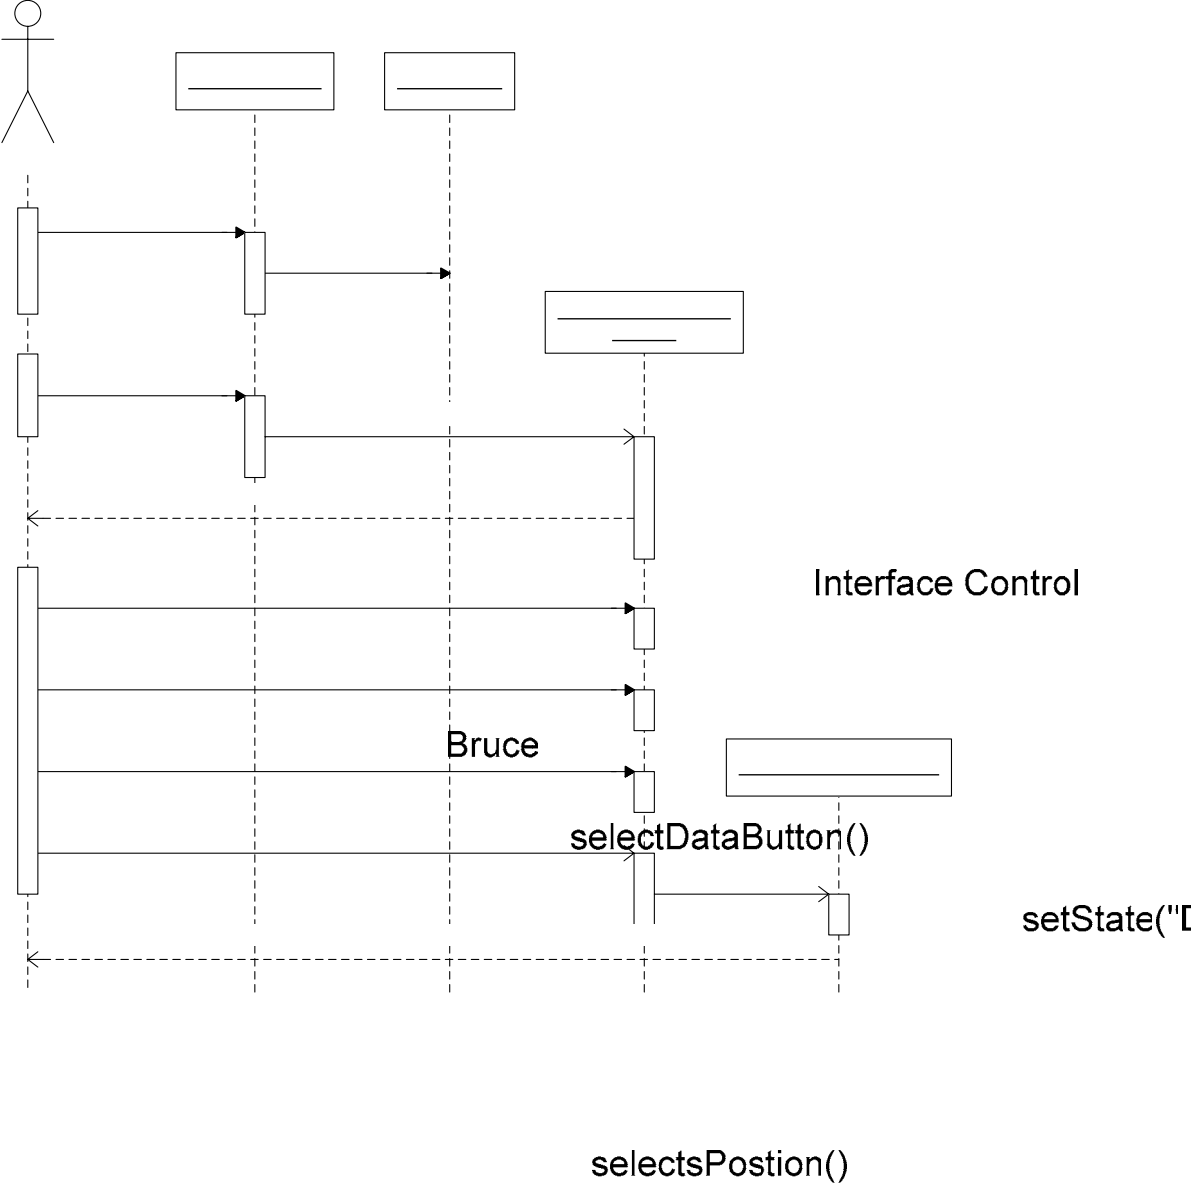 Interface Control
Bruce
selectDataButton()
setState("D
selectsPostion()